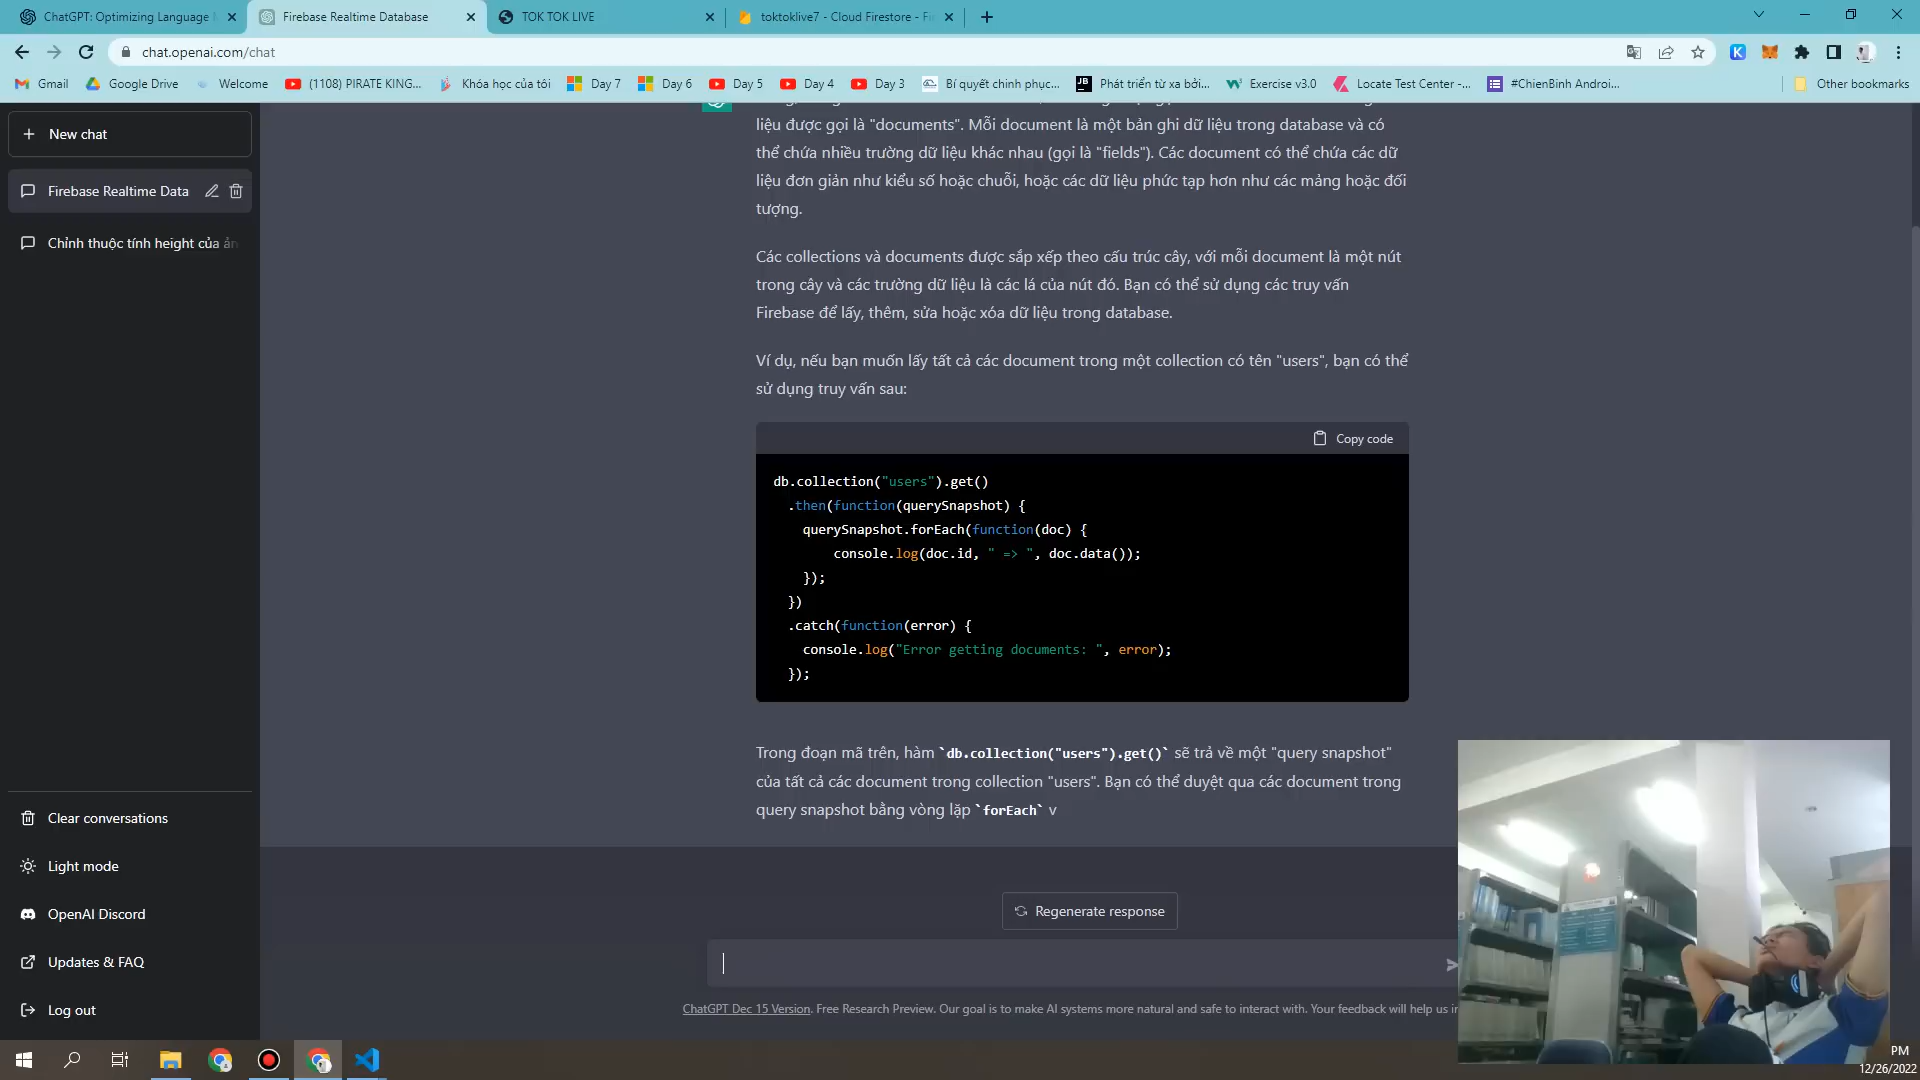 ChatGPT: Optimizing Language
Firebase Realtime Database
TOK TOK LIVE
toktoklive7 - Cloud Firestore - Fi
chat.openai.com/chat
Gmail
Google Drive
Welcome
(1108) PIRATE KING...
Khóa học của tôi
Day 7
Day 6
Day 5
Day 4
Day 3
Bí quyết chinh phục...
Phát triển từ xa bởi...
Exercise v3.0
Locate Test Center -...
#ChienBinh Androi...
Other bookmarks
New chat
Firebase Realtime Data
Chỉnh thuộc tính height của ản
Clear conversations
Light mode
OpenAI Discord
Updates & FAQ
Log out
liệu được gọi là "documents". Mỗi document là một bản ghi dữ liệu trong database và có
thể chứa nhiều trường dữ liệu khác nhau (gọi là "fields"). Các document có thể chứa các dữ
liệu đơn giản như kiểu số hoặc chuỗi, hoặc các dữ liệu phức tạp hơn như các mảng hoặc đối
tượng.
Các collections và documents được sắp xếp theo cấu trúc cây, với mỗi document là một nút
trong cây và các trường dữ liệu là các lá của nút đó. Bạn có thể sử dụng các truy vấn
Firebase để lấy, thêm, sửa hoặc xóa dữ liệu trong database.
Ví dụ, nếu bạn muốn lấy tất cả các document trong một collection có tên "users", bạn có thể
sử dụng truy vấn sau:
Copy code
db.collection("users").get()
.then(function(querySnapshot) {
querySnapshot.forEach(function(doc) {
console.log(doc.id, " => ", doc.data());
});
})
.catch(function(error) {
console.log("Error getting documents: ", error);
});
Trong đoạn mã trên, hàm `db.collection("users").get()` sẽ trả về một "query snapshot"
của tất cả các document trong collection "users". Bạn có thể duyệt qua các document trong
query snapshot bằng vòng lặp `forEach` v
Regenerate response
ChatGPT Dec 15 Version. Free Research Preview. Our goal is to make AI systems more natural and safe to interact with. Your feedback will help us i
PM
12/26/2022